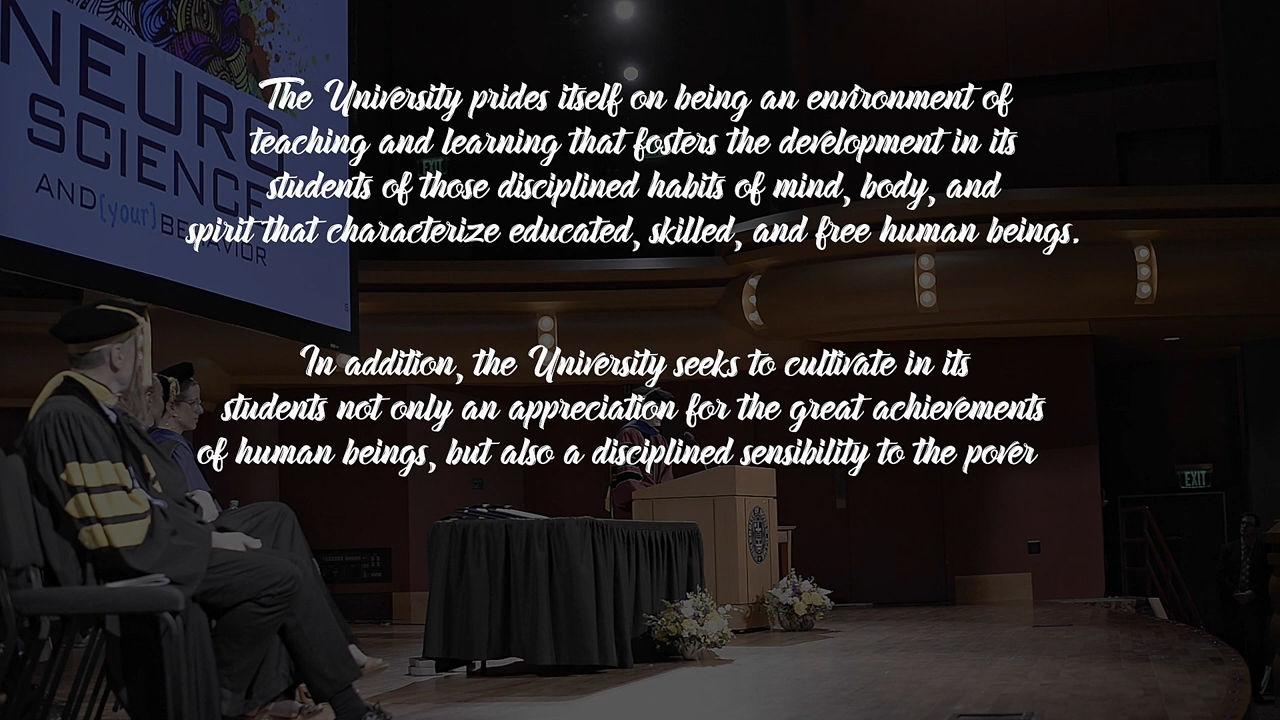 NEURO
SCIENCE
AND [your] BEHAVIOR
The University prides itself on being an environment of
teaching and learning that fosters the development in its
students of those disciplined habits of mind, body, and
spirit that characterize educated, skilled, and free human beings.
In addition, the University seeks to cultivate in its
students not only an appreciation for the great achievements
of human beings, but also a disciplined sensibility to the pover
EXIT
EXIT